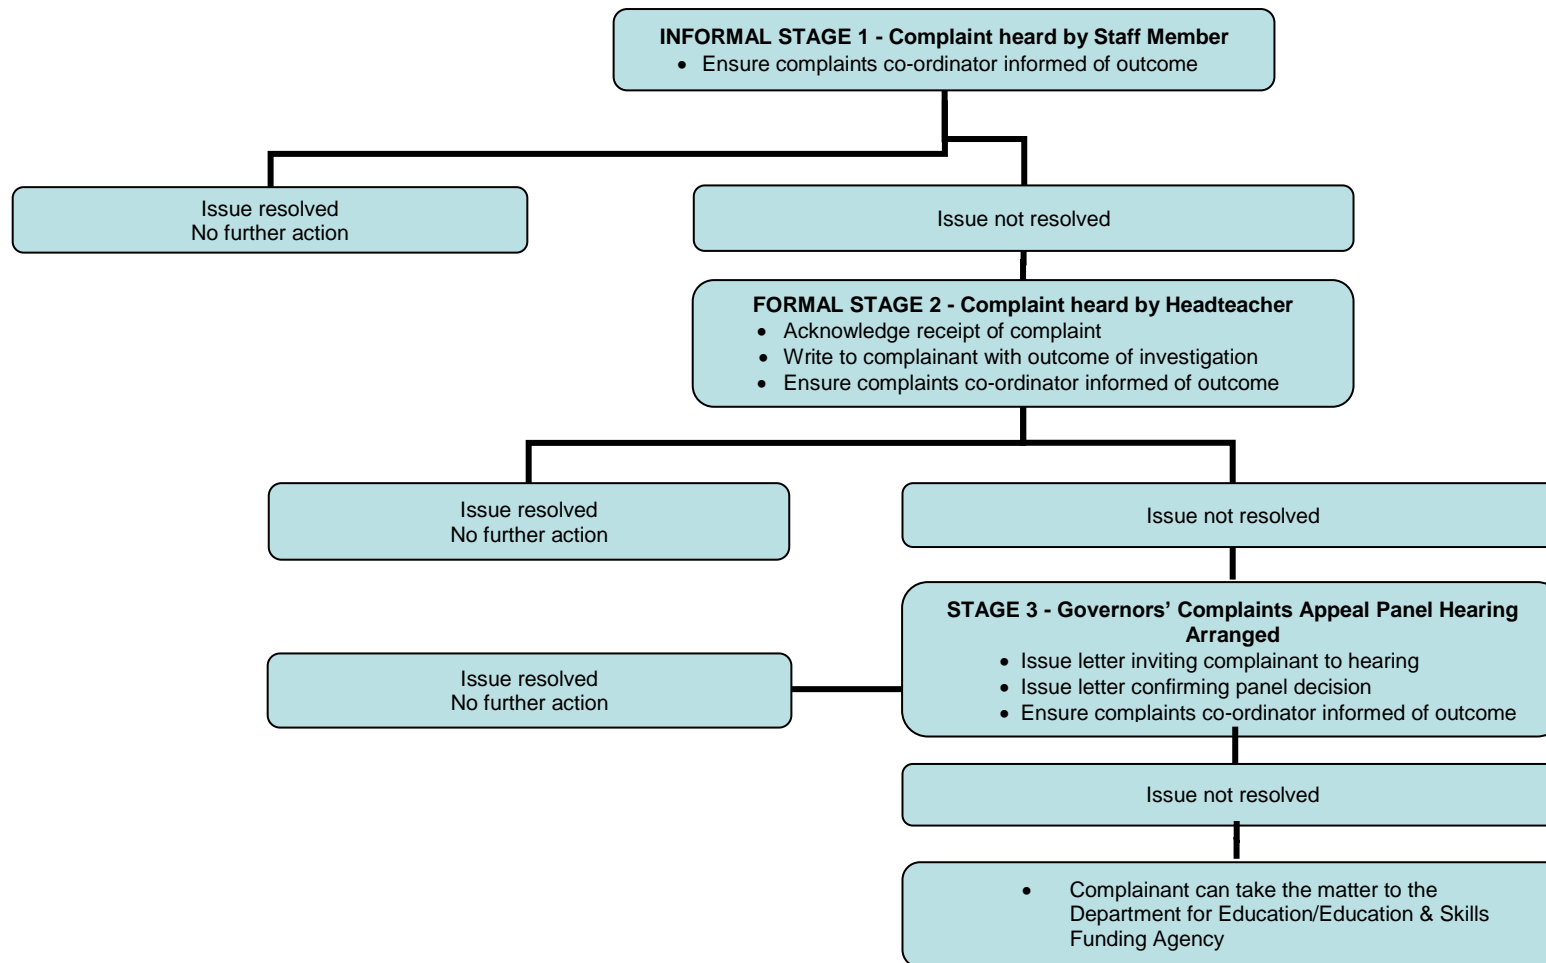 INFORMAL STAGE 1 - Complaint heard by Staff Member
• Ensure complaints co-ordinator informed of outcome
Issue resolved
No further action
Issue not resolved
FORMAL STAGE 2 - Complaint heard by Headteacher
• Acknowledge receipt of complaint
• Write to complainant with outcome of investigation
• Ensure complaints co-ordinator informed of outcome
Issue resolved
No further action
Issue not resolved
STAGE 3 - Governors’ Complaints Appeal Panel Hearing
Arranged
• Issue letter inviting complainant to hearing
• Issue letter confirming panel decision
• Ensure complaints co-ordinator informed of outcome
Issue resolved
No further action
Issue not resolved
• Complainant can take the matter to the
Department for Education/Education & Skills
Funding Agency